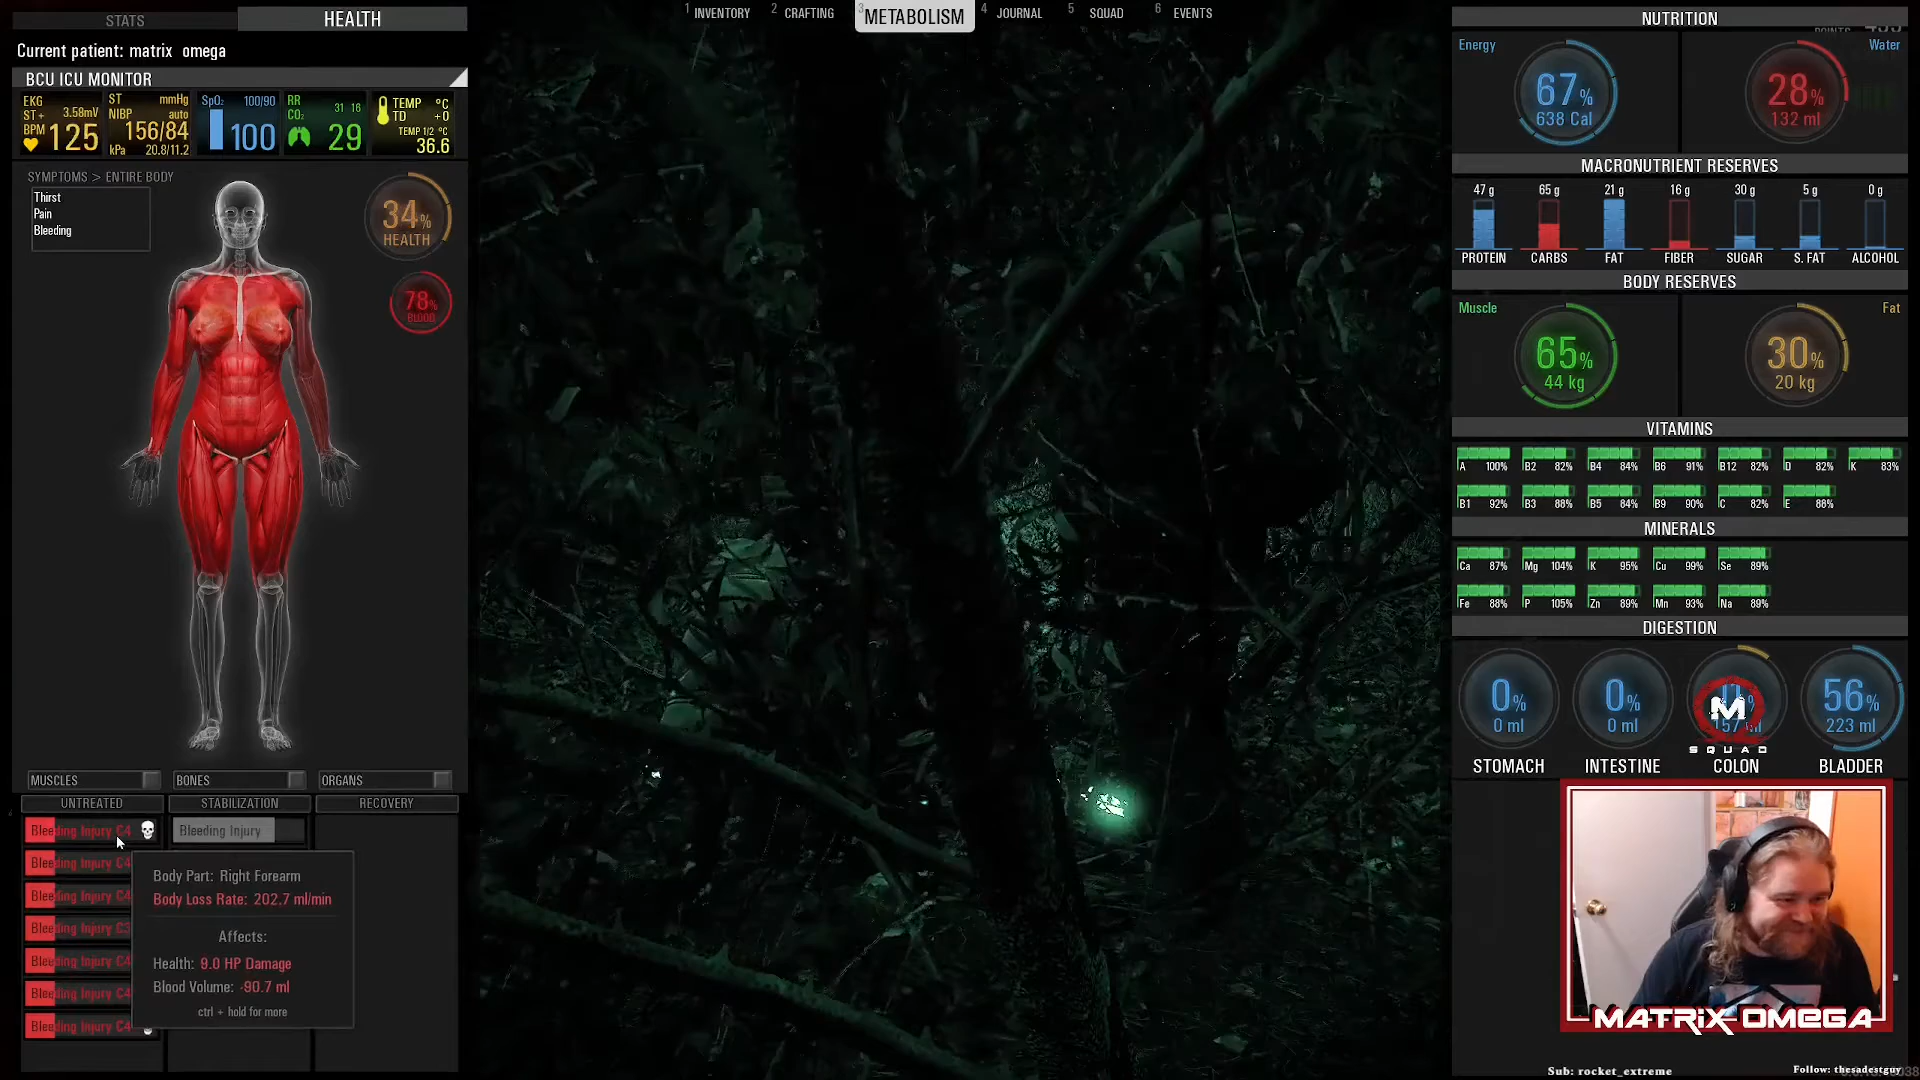 STATS
HEALTH
Current patient: matrix omega
BCU ICU MONITOR
EKG
ST+
3.58mV
BPM
125
ST
mmHg
NIBP
auto
156/84
kPa
20.8/11.2
SpO₂
100/90
100
RR
31 16
CO₂
29
TEMP °C
TD +0
TEMP 1/2 °C
36.6
SYMPTOMS > ENTIRE BODY
Thirst
Pain
Bleeding
34%
HEALTH
78%
BLOOD
MUSCLES
BONES
ORGANS
UNTREATED
STABILIZATION
RECOVERY
Bleeding Injury C4
Bleeding Injury
Bleeding Injury C4
Bleeding Injury C4
Bleeding Injury C3
Bleeding Injury C4
Bleeding Injury C4
Bleeding Injury C4
Body Part: Right Forearm
Body Loss Rate: 202,7 ml/min
Affects:
Health: 9.0 HP Damage
Blood Volume: -90.7 ml
ctrl + hold for more
1 INVENTORY
2 CRAFTING
3 METABOLISM
4 JOURNAL
5 SQUAD
6 EVENTS
NUTRITION
Energy
67%
638 Cal
Water
28%
132 ml
MACRONUTRIENT RESERVES
47 g 65 g 21 g 16 g 30 g 5 g 0 g
PROTEIN CARBS FAT FIBER SUGAR S. FAT ALCOHOL
BODY RESERVES
Muscle
65%
44 kg
Fat
30%
20 kg
VITAMINS
A 100% B2 82% B4 84% B6 91% B12 82% D 82% K 83%
B1 92% B3 88% B5 84% B9 90% C 82% E 88%
MINERALS
Ca 87% Mg 104% K 95% Cu 99% Se 89%
Fe 88% P 105% Zn 89% Mn 93% Na 89%
DIGESTION
0%
0 ml
0%
0 ml
M
SQUAD
56%
223 ml
STOMACH INTESTINE COLON BLADDER
MATRIX OMEGA
Sub: rocket_extreme
Follow: thesadestguy